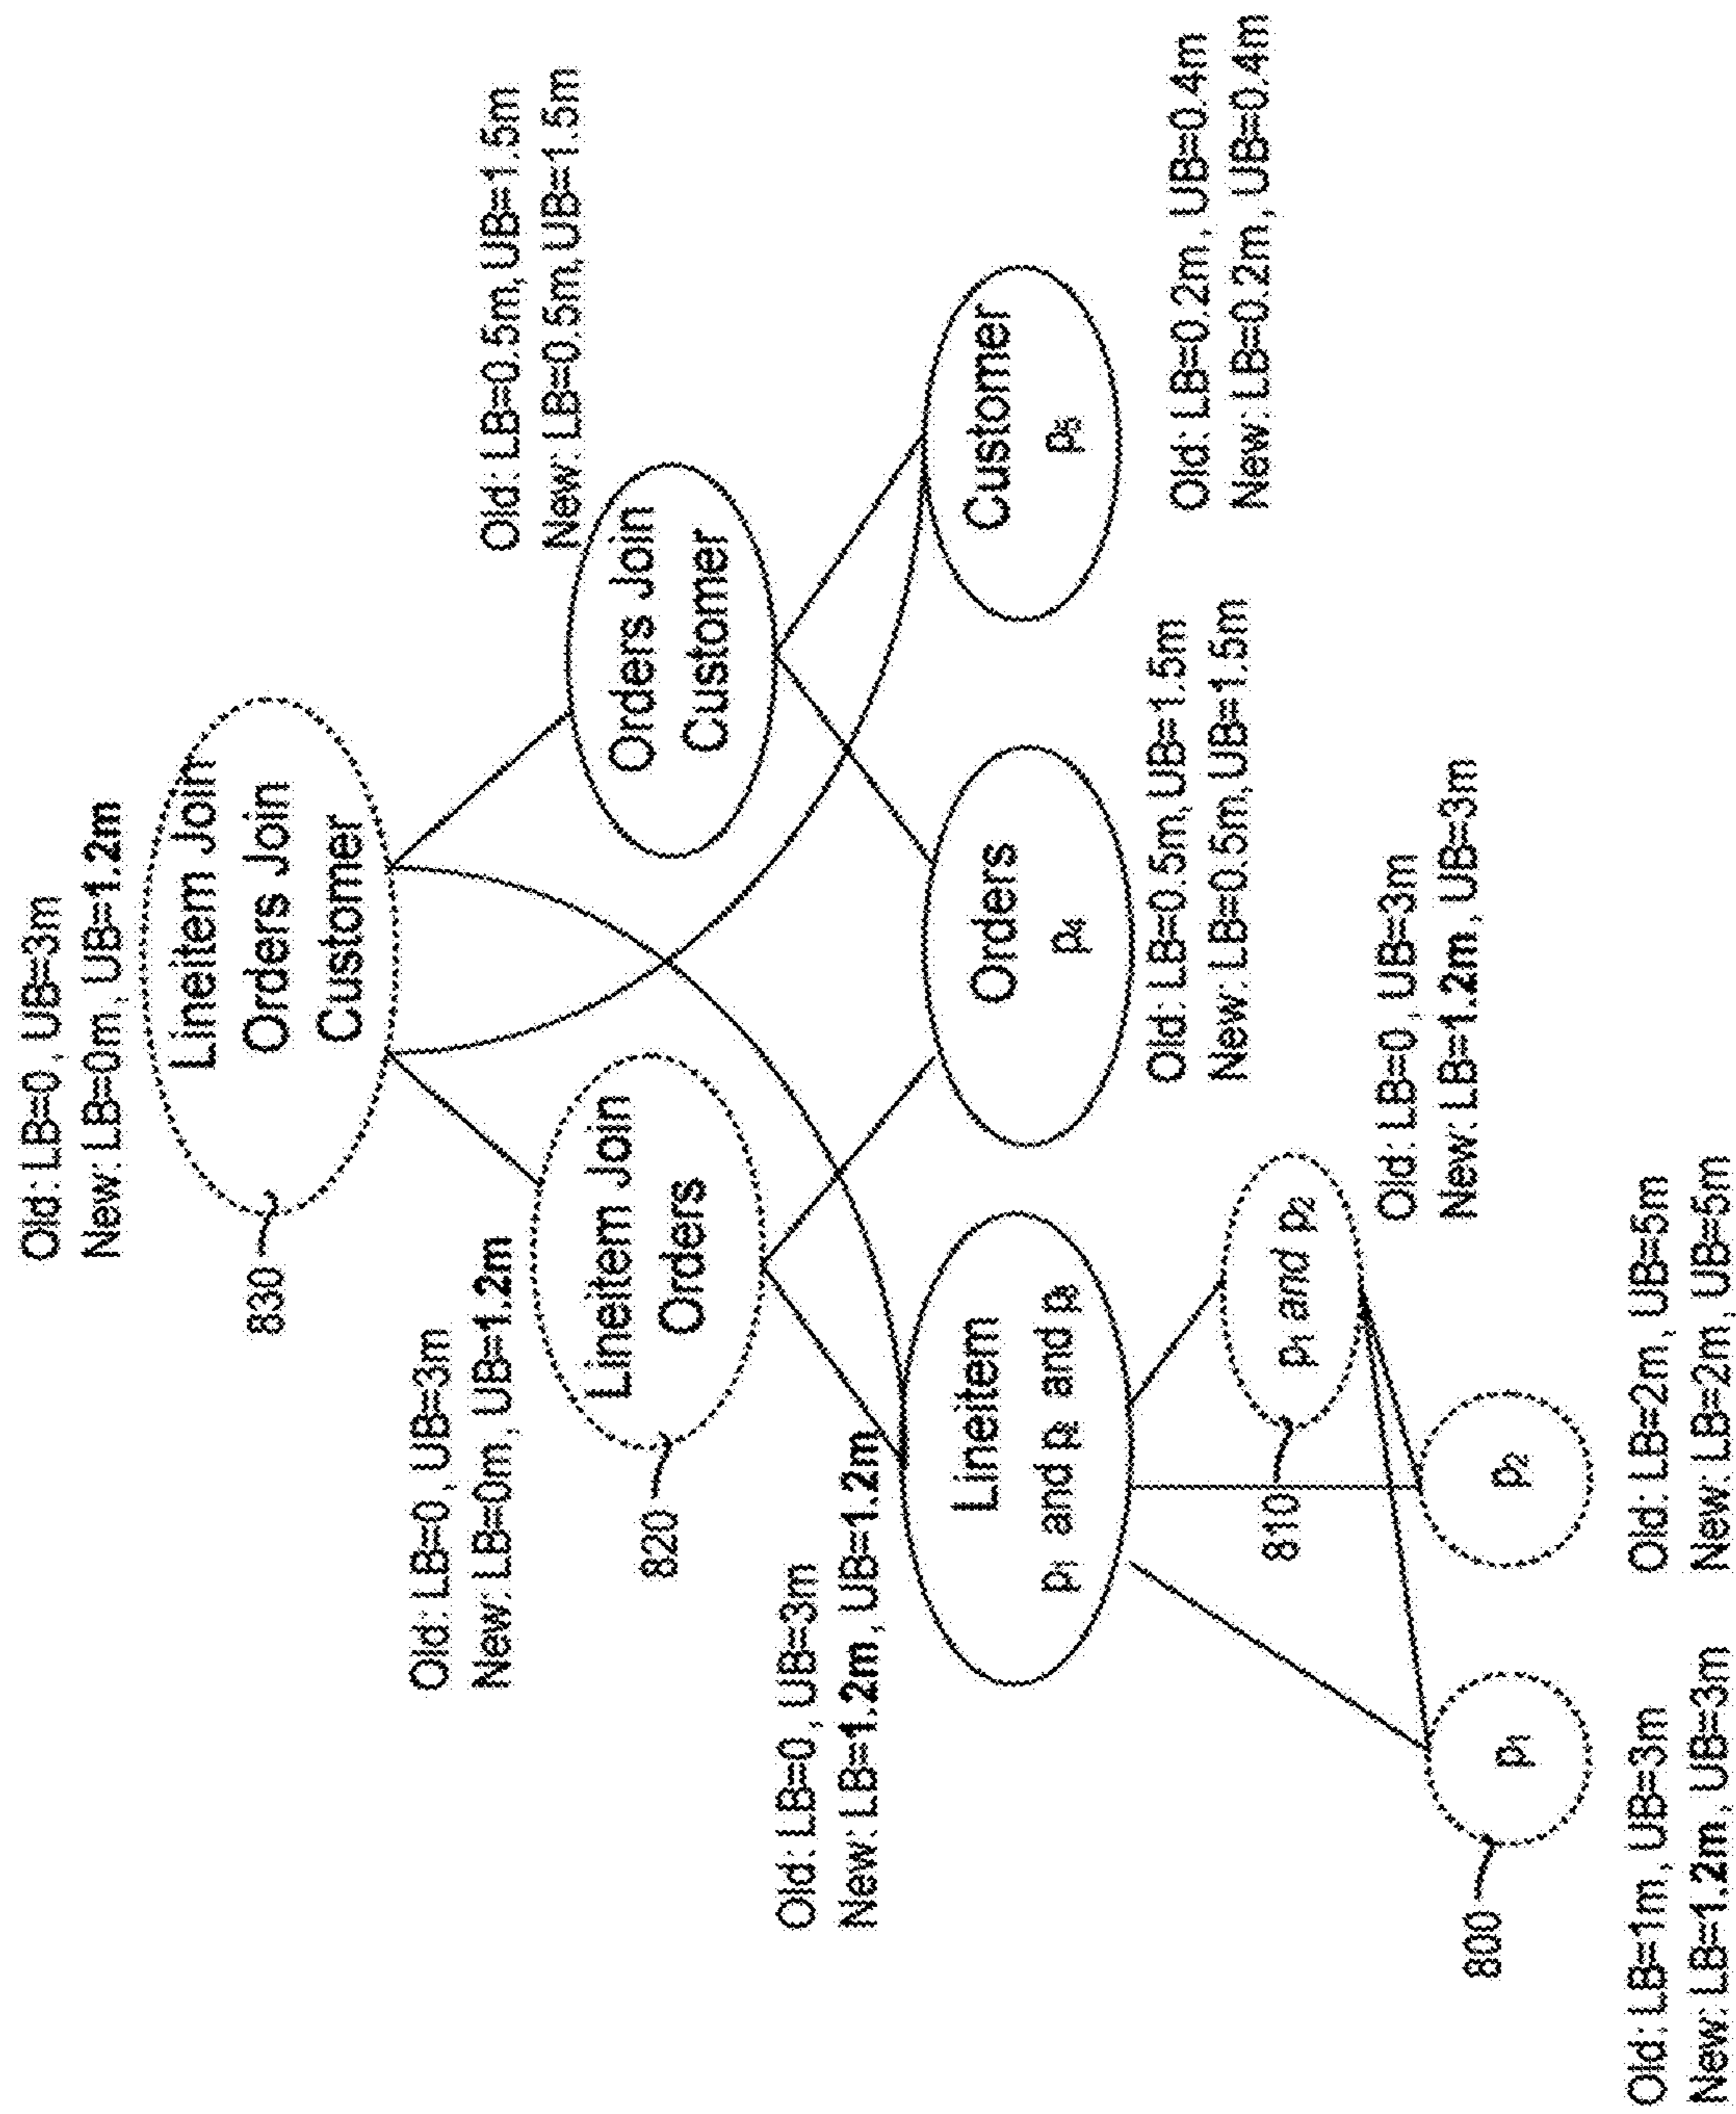 Old: LB=0, UB=3m
New: LB=0m, UB=1.2m
Lineitem Join
Orders Join
Customer
830
Old: LB=0.5m, UB=1.5m
New: LB=0.5m, UB=1.5m
Orders Join
Customer
Old: LB=0, UB=3m
New: LB=0m, UB=1.2m
Lineitem Join
Orders
820
Old: LB=0, UB=3m
New: LB=1.2m, UB=1.2m
Lineitem
p₁ and p₂ and p₃
Orders
p₄
Old: LB=0.5m, UB=1.5m
New: LB=0.5m, UB=1.5m
Customer
p₅
Old: LB=0.2m, UB=0.4m
New: LB=0.2m, UB=0.4m
p₁ and p₂
810
Old: LB=0, UB=3m
New: LB=1.2m, UB=3m
p₁
800
Old: LB=1m, UB=3m
New: LB=1.2m, UB=3m
p₂
Old: LB=2m, UB=5m
New: LB=2m, UB=5m